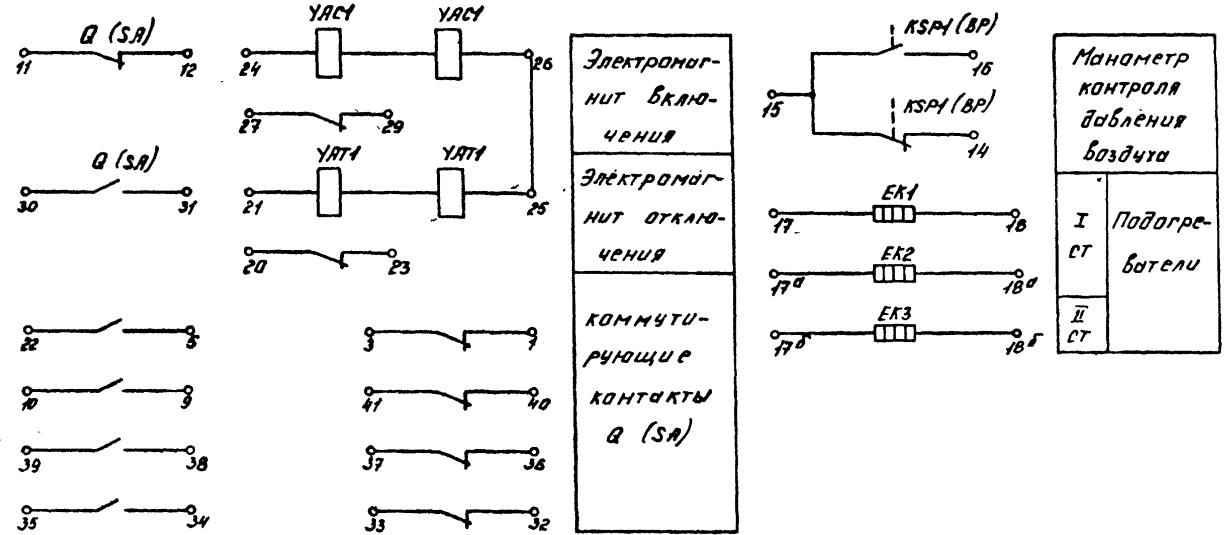 Q (SA)
11
12
YAC1
YAC1
24
26
27
29
Q (SA)
30
31
YAT1
YAT1
21
25
20
23
22
5
3
1
10
9
41
40
39
38
37
36
35
34
33
32
Электромаг-
нит вклю-
чения
Электромаг-
нит отклю-
чения
коммути-
рующие
контакты
Q (SA)
KSP1 (BP)
15
16
KSP1 (BP)
14
EK1
17
18
EK2
17а
18а
EK3
17б
18б
Манометр
контроля
давления
воздуха
I
ст
Подогре-
ватели
II
ст